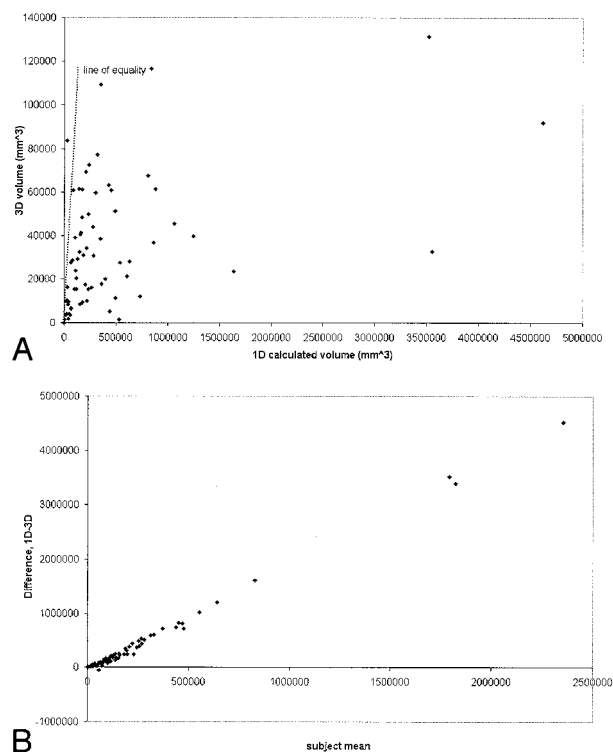 140000
line of equality
120000
100000
80000
60000
40000
20000
0
3D volume (mm^3)
0 500000 1000000 1500000 2000000 2500000 3000000 3500000 4000000 4500000 5000000
A
1D calculated volume (mm^3)
5000000
4000000
3000000
2000000
1000000
0
-1000000
Difference, 1D-3D
0 500000 1000000 1500000 2000000 2500000
B
subject mean